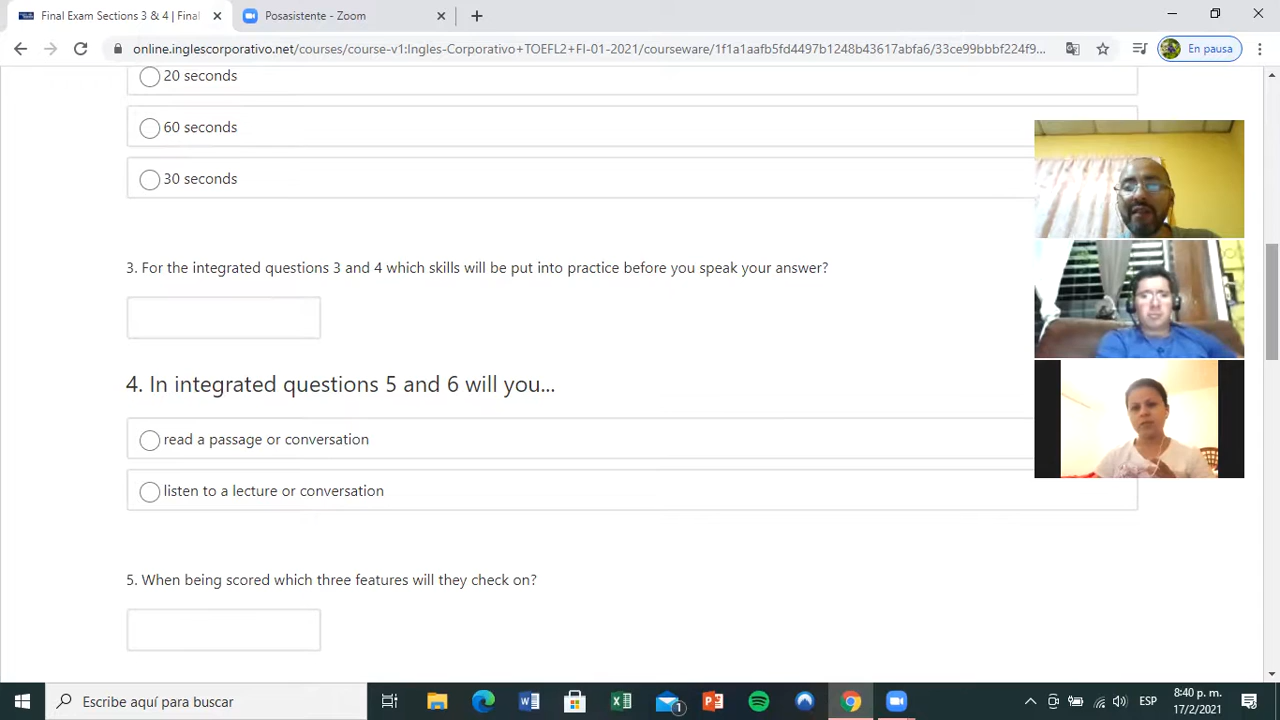 Final Exam Sections 3 & 4 | Final
Posasistente - Zoom
online.inglescorporativo.net/courses/course-v1:Ingles-Corporativo+TOEFL2+FI-01-2021/courseware/1f1a1aafb5fd4497b1248b43617abfa6/33ce99bbbf224f9...
En pausa
20 seconds
60 seconds
30 seconds
3. For the integrated questions 3 and 4 which skills will be put into practice before you speak your answer?
4. In integrated questions 5 and 6 will you...
read a passage or conversation
listen to a lecture or conversation
5. When being scored which three features will they check on?
Escribe aquí para buscar
1
ESP
8:40 p. m.
17/2/2021